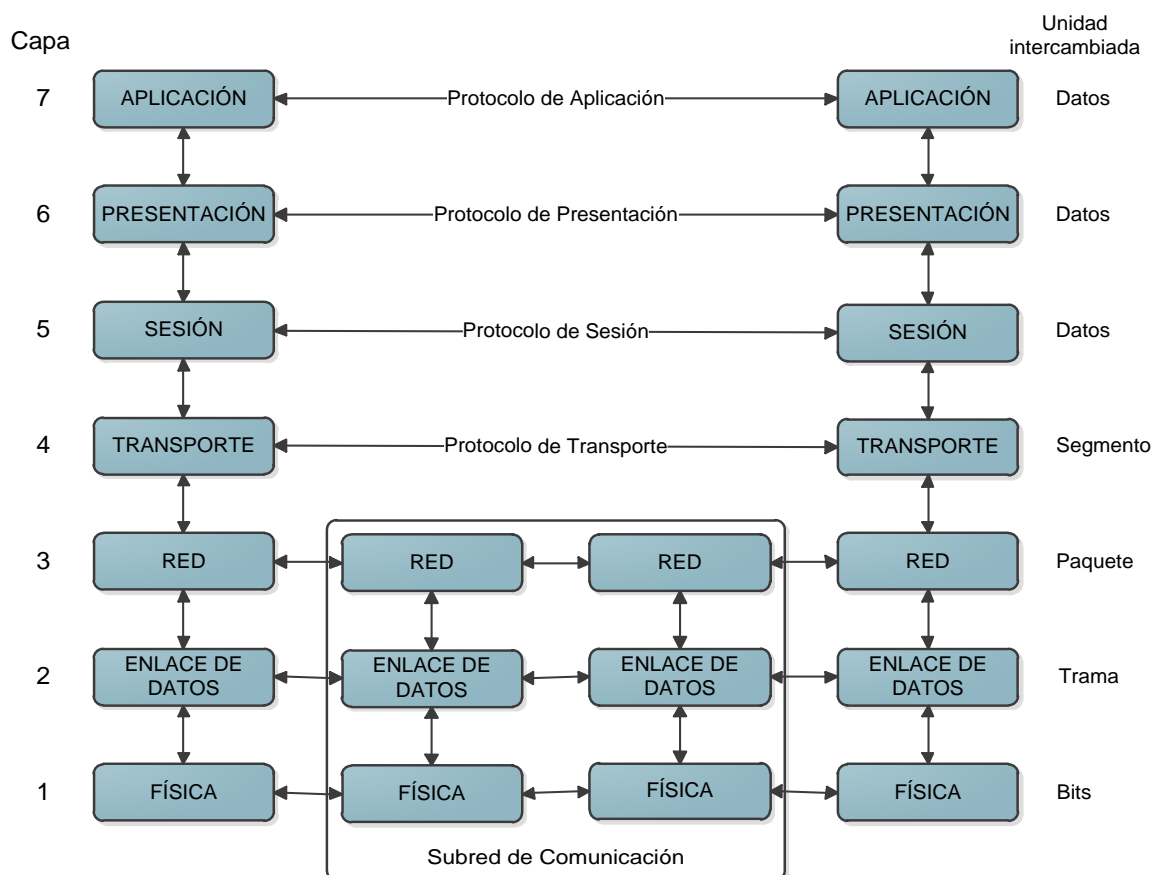 Unidad
intercambiada
Capa
7 APLICACIÓN Protocolo de Aplicación APLICACIÓN Datos
6 PRESENTACIÓN Protocolo de Presentación PRESENTACIÓN Datos
5 SESIÓN Protocolo de Sesión SESIÓN Datos
4 TRANSPORTE Protocolo de Transporte TRANSPORTE Segmento
3 RED RED RED RED Paquete
2 ENLACE DE DATOS ENLACE DE DATOS ENLACE DE DATOS ENLACE DE DATOS Trama
1 FÍSICA FÍSICA FÍSICA FÍSICA Bits
Subred de Comunicación